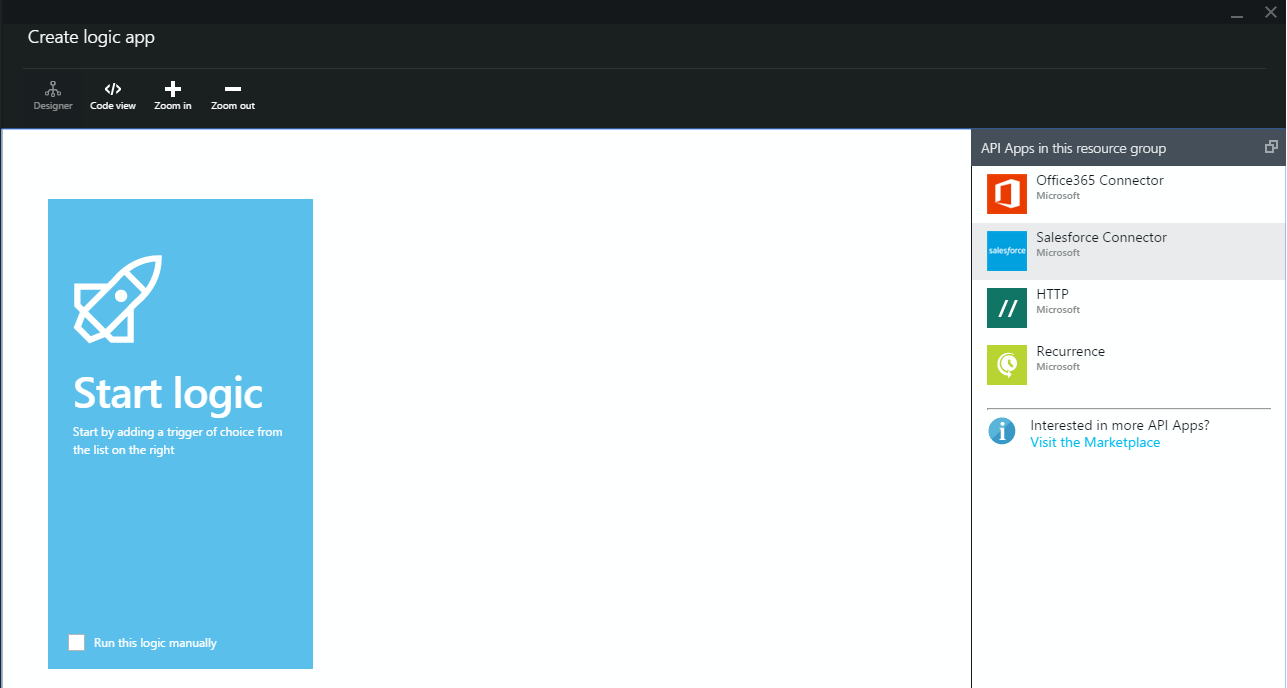 Create logic app
Designer
Code view
Zoom in
Zoom out
API Apps in this resource group
Office365 Connector
Microsoft
salesforce
Salesforce Connector
Microsoft
HTTP
Microsoft
Recurrence
Microsoft
Interested in more API Apps?
Visit the Marketplace
Start logic
Start by adding a trigger of choice from
the list on the right
Run this logic manually